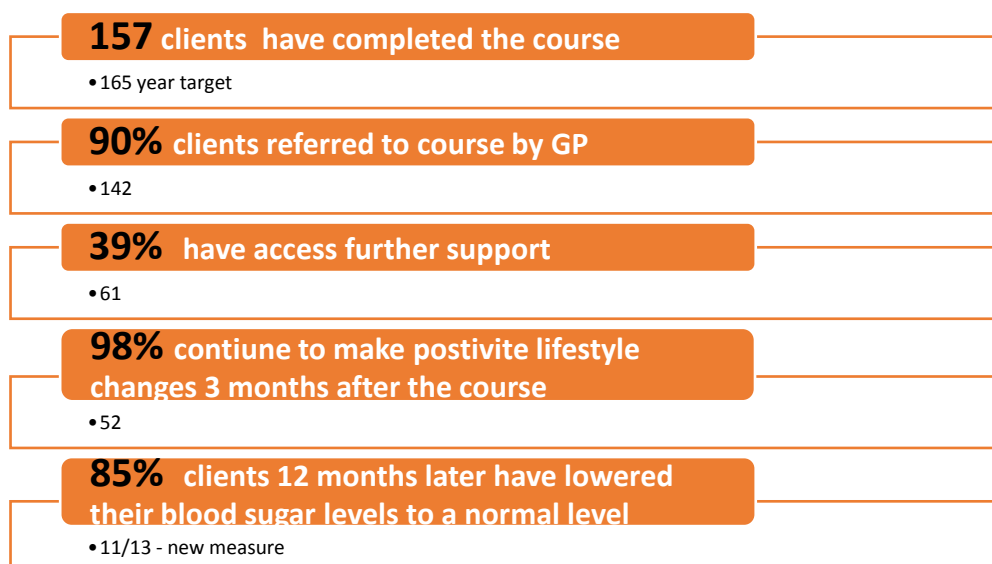 157 clients  have completed the course
•165 year target
90% clients referred to course by GP
•142
39%  have access further support
•61
98% contiune to make postivite lifestyle
changes 3 months after the course
•52
85%  clients 12 months later have lowered
their blood sugar levels to a normal level
•11/13 - new measure